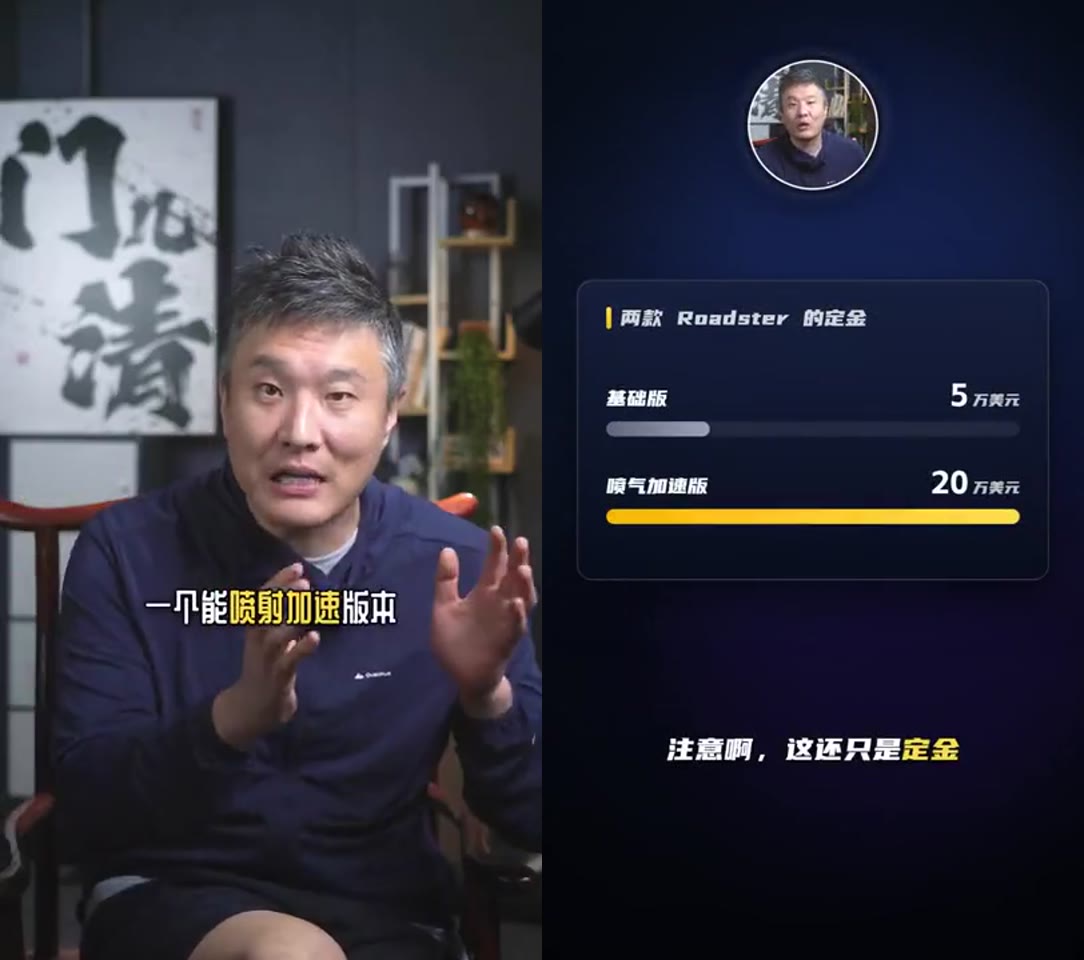 门儿
清
一个能喷射加速版本
两款 Roadster 的定金
基础版 5 万美元
喷气加速版 20 万美元
注意啊，这还只是定金